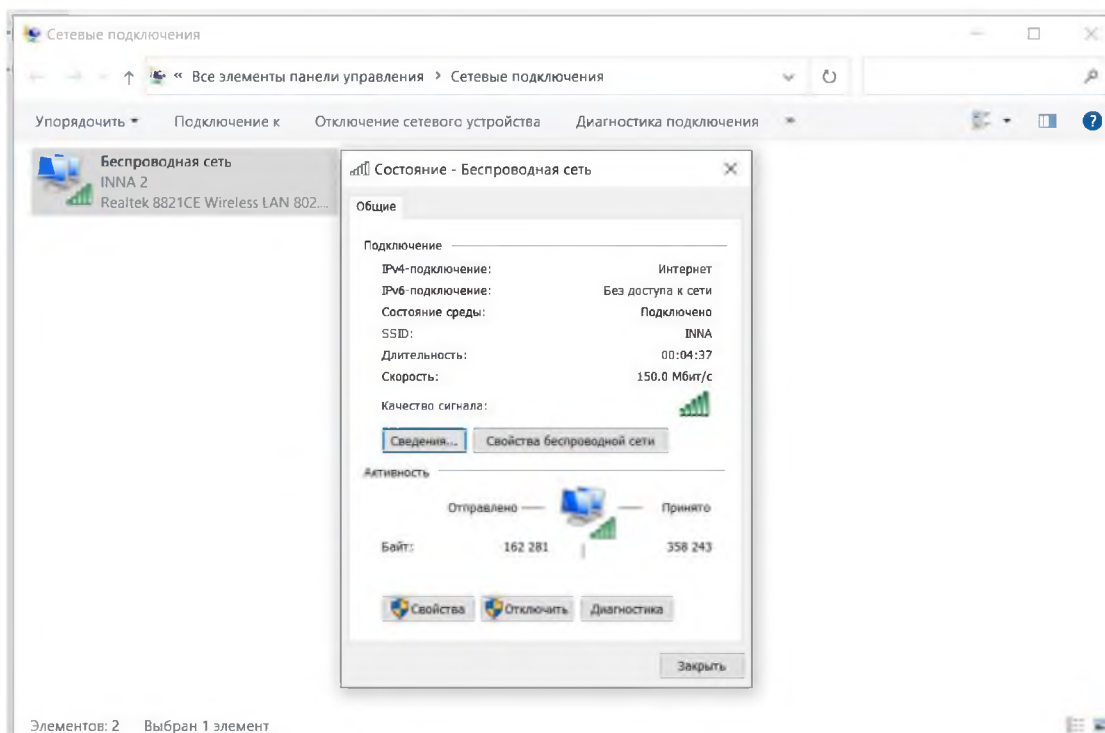 Сетевые подключения
« Все элементы панели управления > Сетевые подключения
Упорядочить Подключение к Отключение сетевого устройства Диагностика подключения »
Беспроводная сеть
INNA 2
Realtek 8821CE Wireless LAN 802....
Состояние - Беспроводная сеть
Общие
Подключение
IPv4-подключение: Интернет
IPv6-подключение: Без доступа к сети
Состояние среды: Подключено
SSID: INNA
Длительность: 00:04:37
Скорость: 150.0 Мбит/с
Качество сигнала:
Сведения... Свойства беспроводной сети
Активность
Отправлено — — Принято
Байт: 162 281 358 243
Свойства Отключить Диагностика
Закрыть
Элементов: 2 Выбран 1 элемент